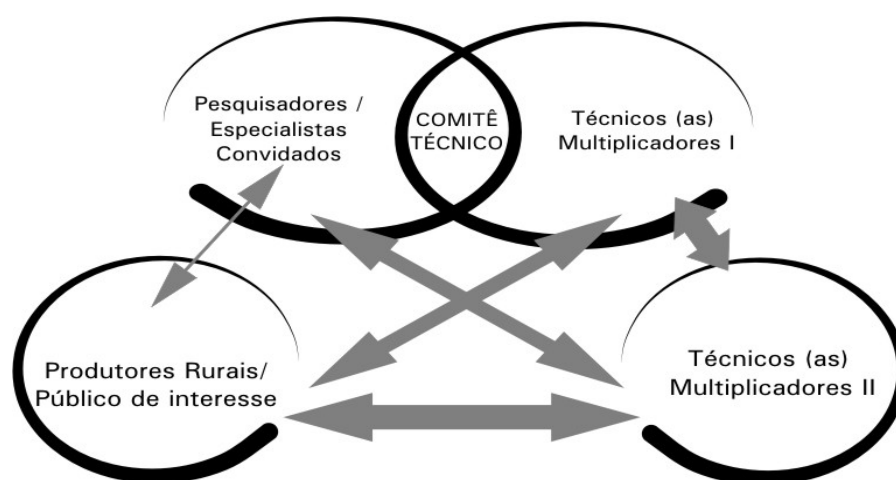 Pesquisadores /
Especialistas
Convidados
COMITÊ
TÉCNICO
Técnicos (as)
Multiplicadores I
Produtores Rurais/
Público de interesse
Técnicos (as)
Multiplicadores II